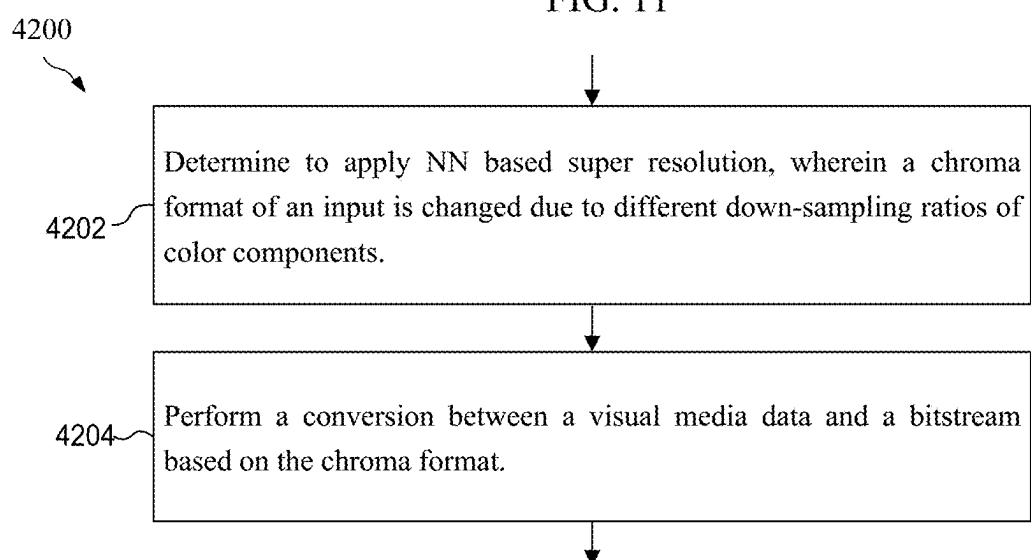 FIG. 11
4200
Determine to apply NN based super resolution, wherein a chroma
format of an input is changed due to different down-sampling ratios of
4202
color components.
Perform a conversion between a visual media data and a bitstream
4204
based on the chroma format.